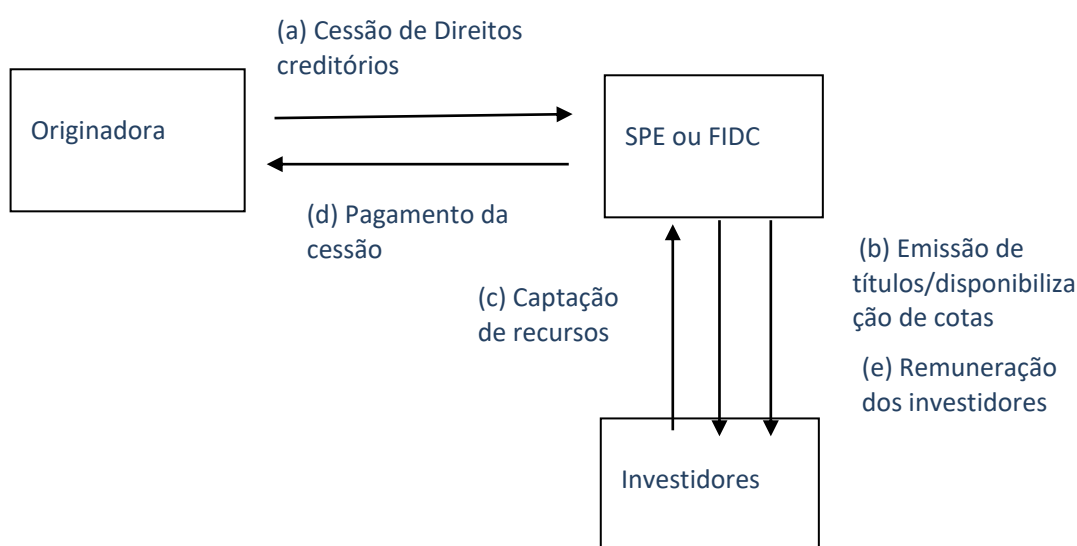 (a) Cessão de Direitos
creditórios
Originadora
SPE ou FIDC
(d) Pagamento da
cessão
(b) Emissão de
títulos/disponibiliza
ção de cotas
(c) Captação
de recursos
(e) Remuneração
dos investidores
Investidores